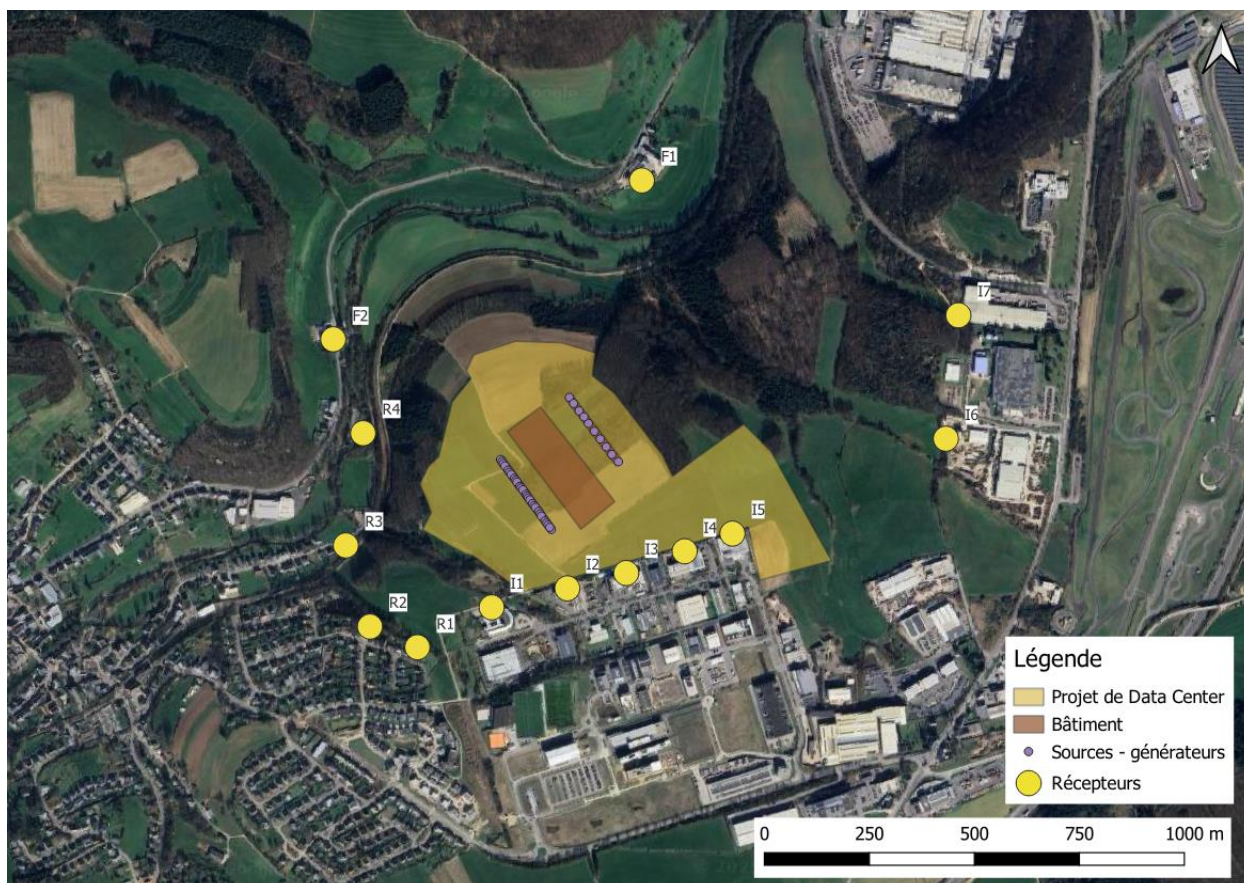 F1
I7
F2
R4
I6
I5
I4
R3
I3
I2
I1
R2
R1
Légende
Projet de Data Center
Bâtiment
Sources - générateurs
Récepteurs
0 250 500 750 1000 m